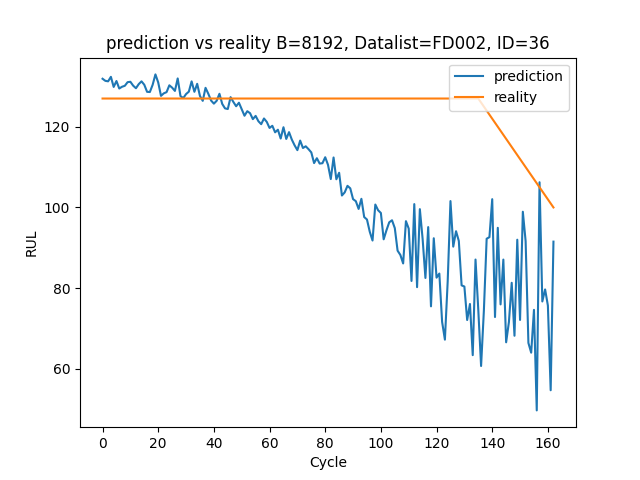 prediction vs reality B=8192, Datalist=FD002, ID=36
prediction
reality
RUL
120
100
80
60
0 20 40 60 80 100 120 140 160
Cycle